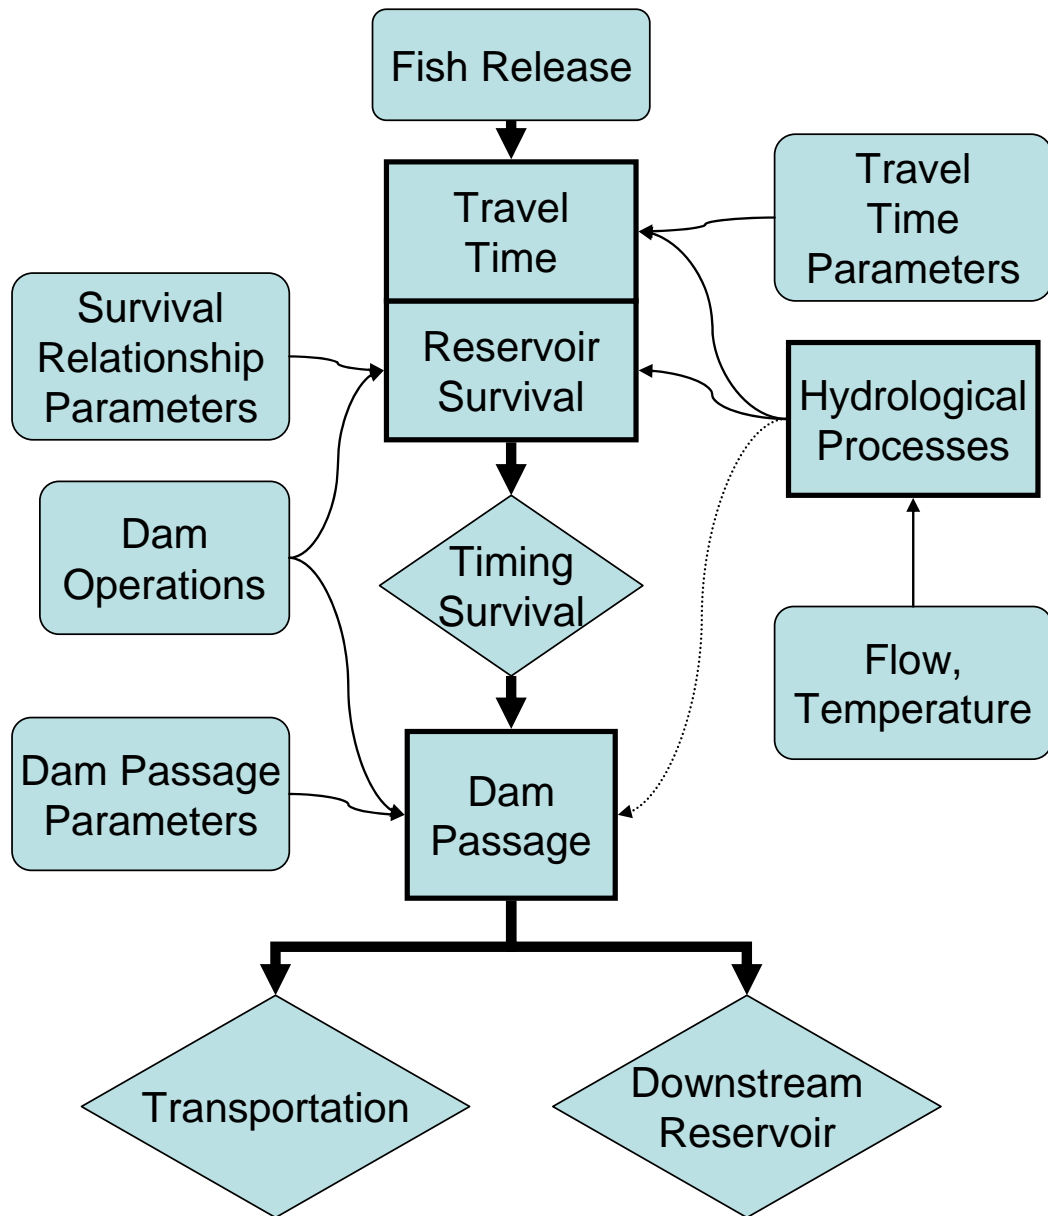 Fish Release
Travel
Time
Travel
Time
Parameters
Survival
Relationship
Parameters
Reservoir
Survival
Hydrological
Processes
Dam
Operations
Timing
Survival
Flow,
Temperature
Dam Passage
Parameters
Dam
Passage
Transportation
Downstream
Reservoir